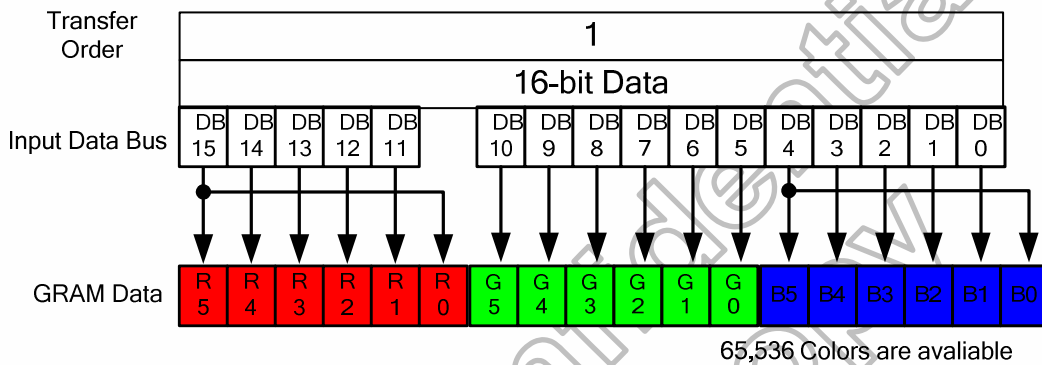 Transfer Order
1
16-bit Data
Input Data Bus
DB 15 DB 14 DB 13 DB 12 DB 11 DB 10 DB 9 DB 8 DB 7 DB 6 DB 5 DB 4 DB 3 DB 2 DB 1 DB 0
GRAM Data
R 5 R 4 R 3 R 2 R 1 R 0 G 5 G 4 G 3 G 2 G 1 G 0 B5 B4 B3 B2 B1 B0
65,536 Colors are avaliable